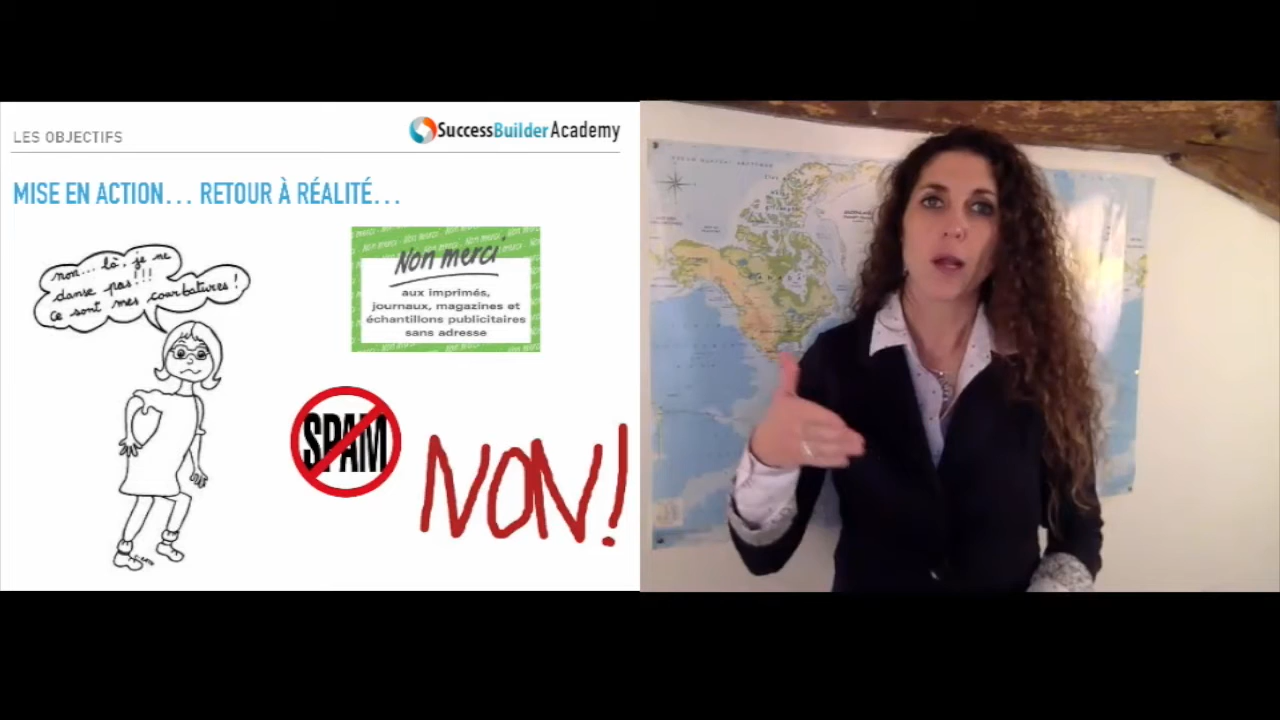 LES OBJECTIFS
SuccessBuilderAcademy
MISE EN ACTION... RETOUR À RÉALITÉ...
non... là, je ne
danse pas!!!
ce sont mes courbatures !
Non merci
aux imprimés,
journaux, magazines et
échantillons publicitaires
sans adresse
SPAM
NON!